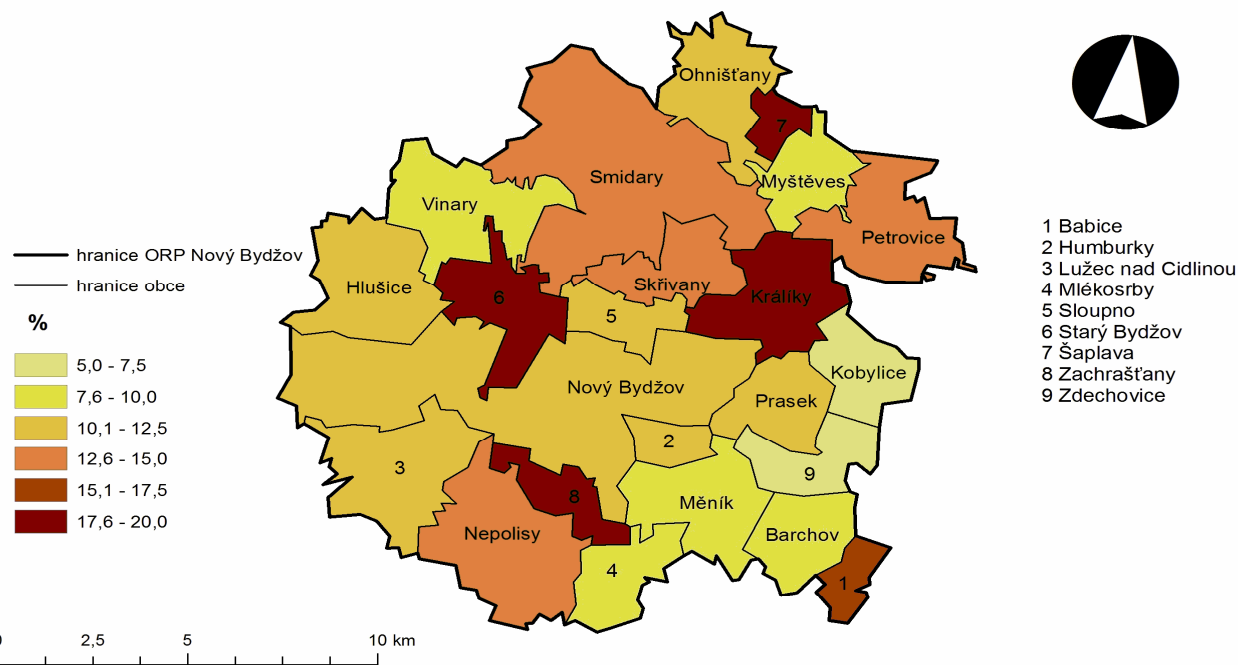 Ohnišťany
7
Smidary
Myštěves
Vinary
Petrovice
hranice ORP Nový Bydžov
hranice obce
Hlušice
6
Skřivany
Králíky
5
%
5,0 - 7,5
7,6 - 10,0
10,1 - 12,5
12,6 - 15,0
15,1 - 17,5
17,6 - 20,0
Nový Bydžov
Kobylice
Prasek
2
3
9
8
Měník
Nepolisy
Barchov
4
1
1 Babice
2 Humburky
3 Lužec nad Cidlinou
4 Mlékosrby
5 Sloupno
6 Starý Bydžov
7 Šaplava
8 Zachrašťany
9 Zdechovice
0 2,5 5 10 km